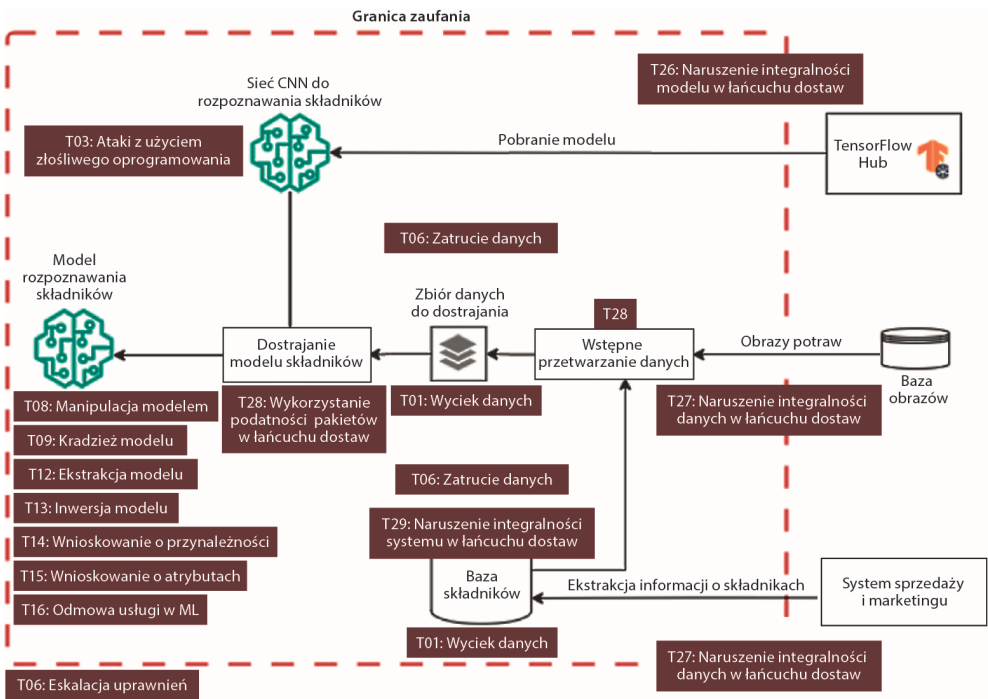 Granica zaufania
T26: Naruszenie integralności
modelu w łańcuchu dostaw
Sieć CNN do
rozpoznawania składników
T03: Ataki z użyciem
złośliwego oprogramowania
Pobranie modelu
TensorFlow
Hub
T06: Zatrucie danych
Model
rozpoznawania
składników
Zbiór danych
do dostrajania
T28
Dostrajanie
modelu składników
Wstępne
przetwarzanie danych
Obrazy potraw
Baza
obrazów
T08: Manipulacja modelem
T09: Kradzież modelu
T12: Ekstrakcja modelu
T13: Inwersja modelu
T14: Wnioskowanie o przynależności
T15: Wnioskowanie o atrybutach
T16: Odmowa usługi w ML
T28: Wykorzystanie
podatności pakietów
w łańcuchu dostaw
T01: Wyciek danych
T27: Naruszenie integralności
danych w łańcuchu dostaw
T06: Zatrucie danych
T29: Naruszenie integralności
systemu w łańcuchu dostaw
Baza
składników
Ekstrakcja informacji o składnikach
System sprzedaży
i marketingu
T01: Wyciek danych
T27: Naruszenie integralności
danych w łańcuchu dostaw
T06: Eskalacja uprawnień